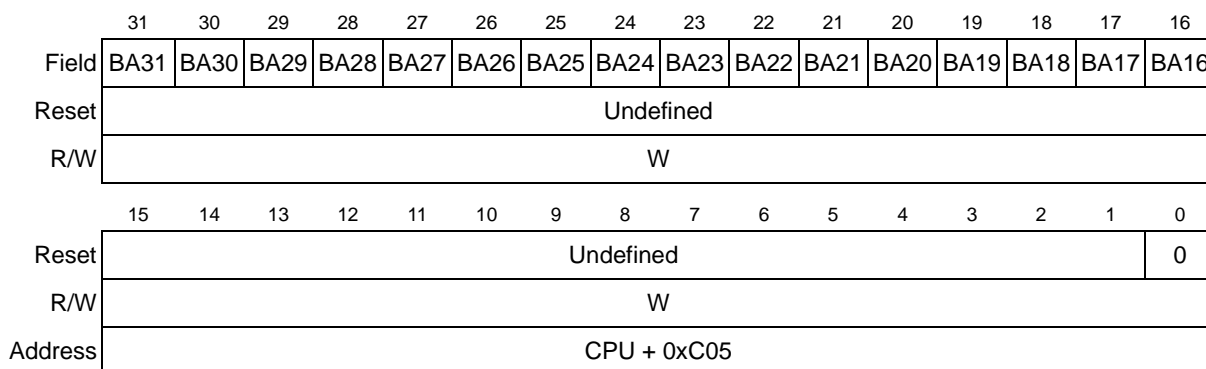 31 30 29 28 27 26 25 24 23 22 21 20 19 18 17 16
Field BA31 BA30 BA29 BA28 BA27 BA26 BA25 BA24 BA23 BA22 BA21 BA20 BA19 BA18 BA17 BA16
Reset Undefined
R/W W
15 14 13 12 11 10 9 8 7 6 5 4 3 2 1 0
Reset Undefined 0
R/W W
Address CPU + 0xC05